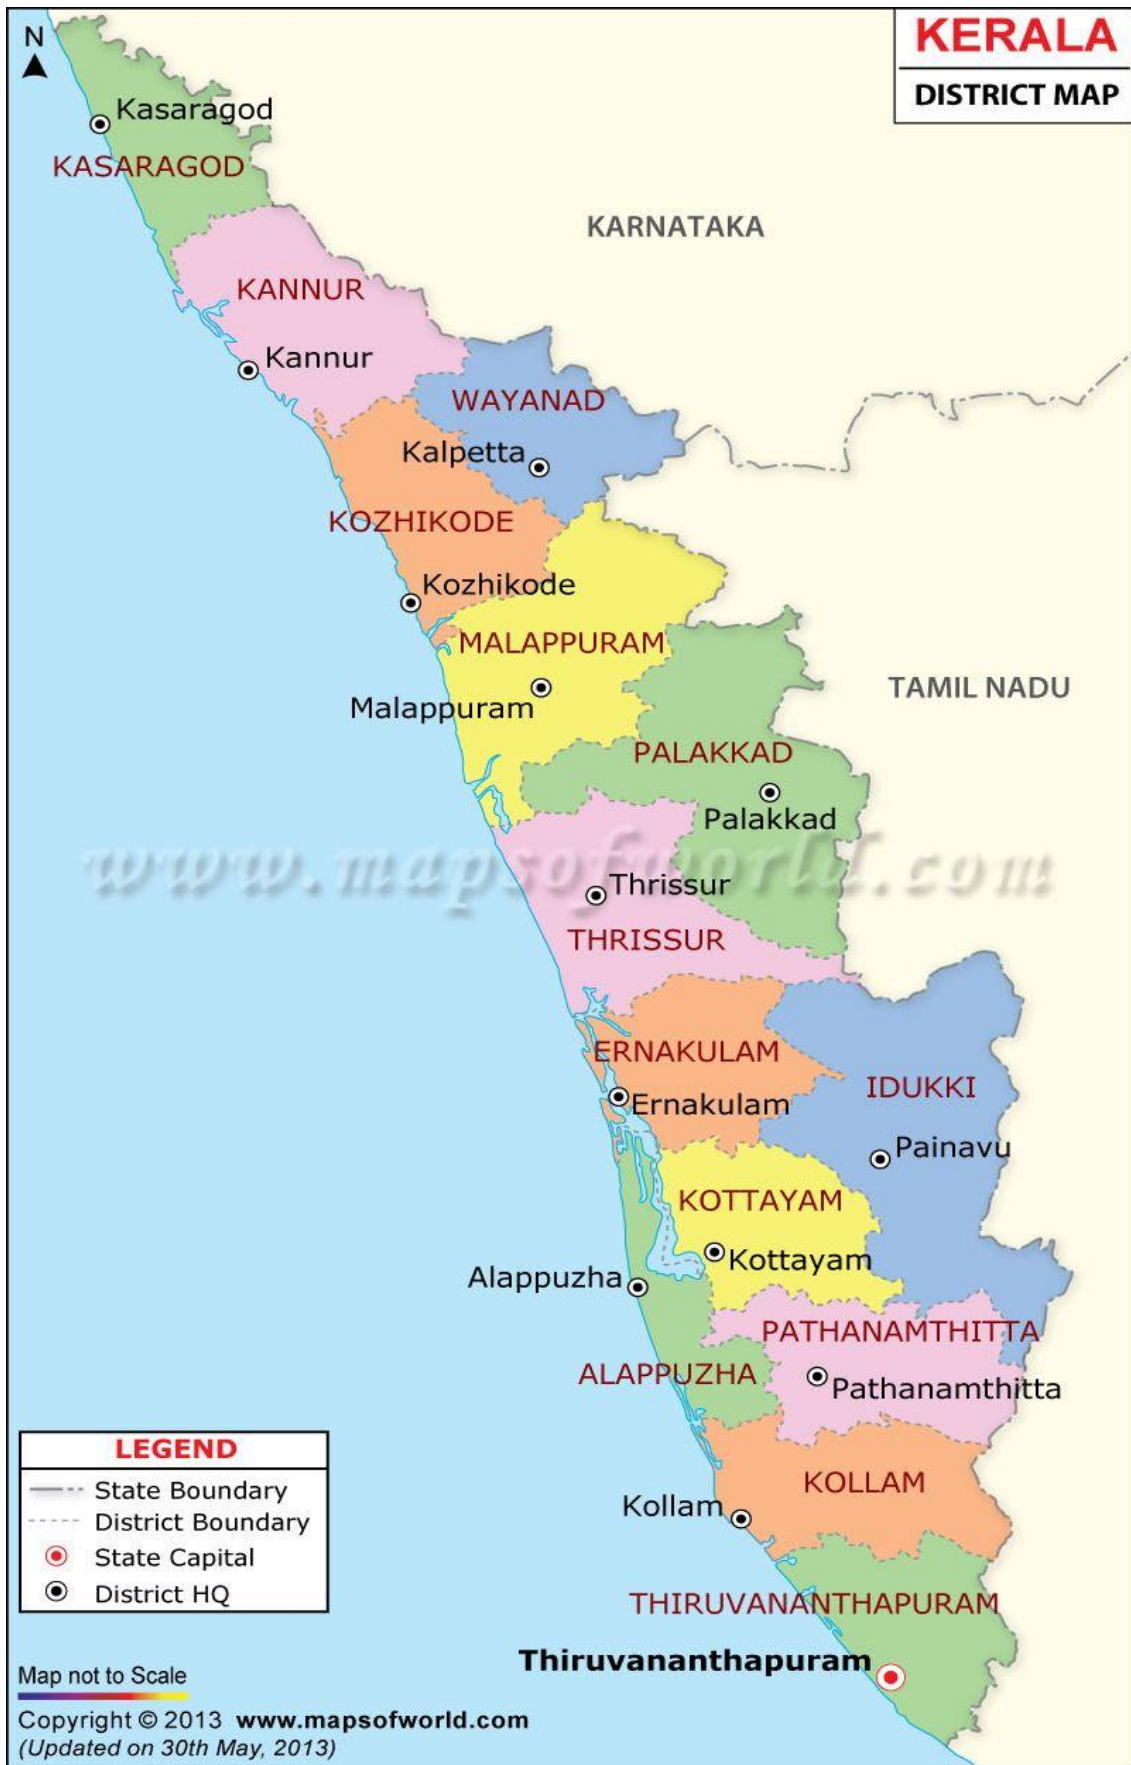 KERALA
DISTRICT MAP
N
Kasaragod
KASARAGOD
KARNATAKA
KANNUR
Kannur
WAYANAD
Kalpetta
KOZHIKODE
Kozhikode
MALAPPURAM
TAMIL NADU
Malappuram
PALAKKAD
Palakkad
www.mapsofworld.com
Thrissur
THRISSUR
ERNAKULAM
IDUKKI
Ernakulam
Painavu
KOTTAYAM
Kottayam
Alappuzha
PATHANAMTHITTA
ALAPPUZHA
Pathanamthitta
LEGEND
State Boundary
District Boundary
State Capital
District HQ
KOLLAM
Kollam
THIRUVANANTHAPURAM
Thiruvananthapuram
Map not to Scale
Copyright © 2013 www.mapsofworld.com
(Updated on 30th May, 2013)